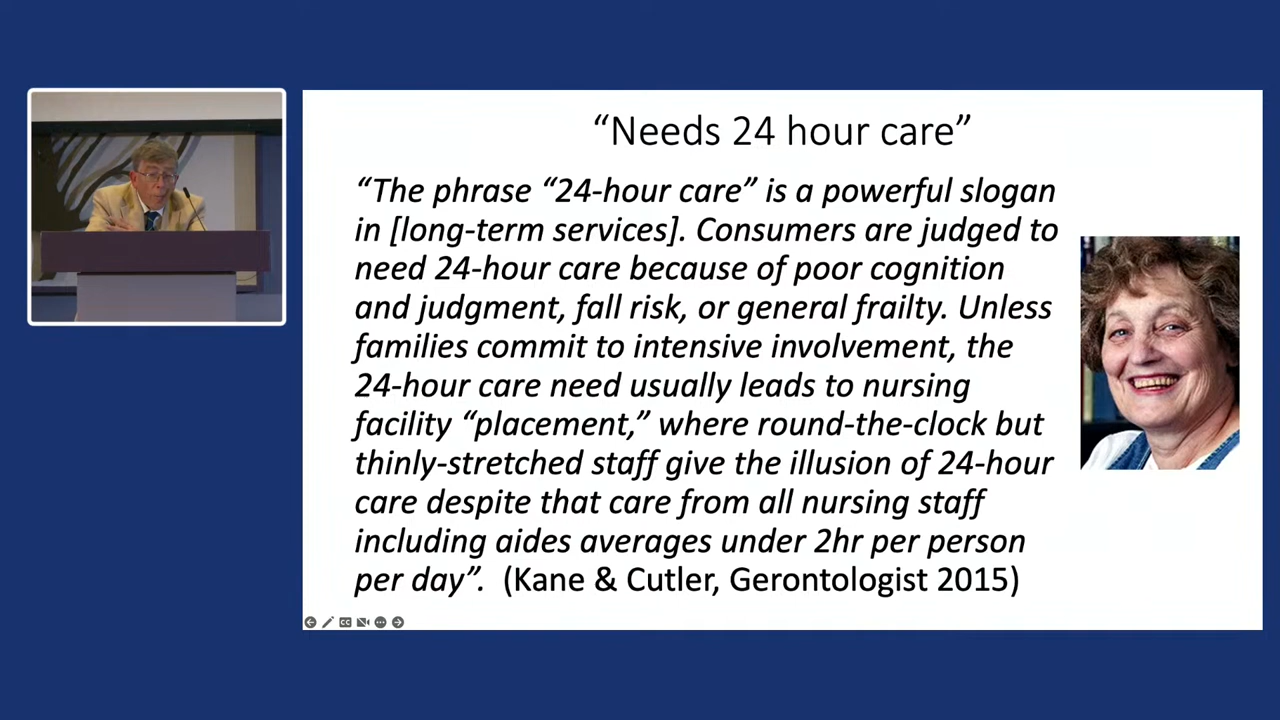 “Needs 24 hour care”
“The phrase “24-hour care” is a powerful slogan
in [long-term services]. Consumers are judged to
need 24-hour care because of poor cognition
and judgment, fall risk, or general frailty. Unless
families commit to intensive involvement, the
24-hour care need usually leads to nursing
facility “placement,” where round-the-clock but
thinly-stretched staff give the illusion of 24-hour
care despite that care from all nursing staff
including aides averages under 2hr per person
per day”.  (Kane & Cutler, Gerontologist 2015)
CC